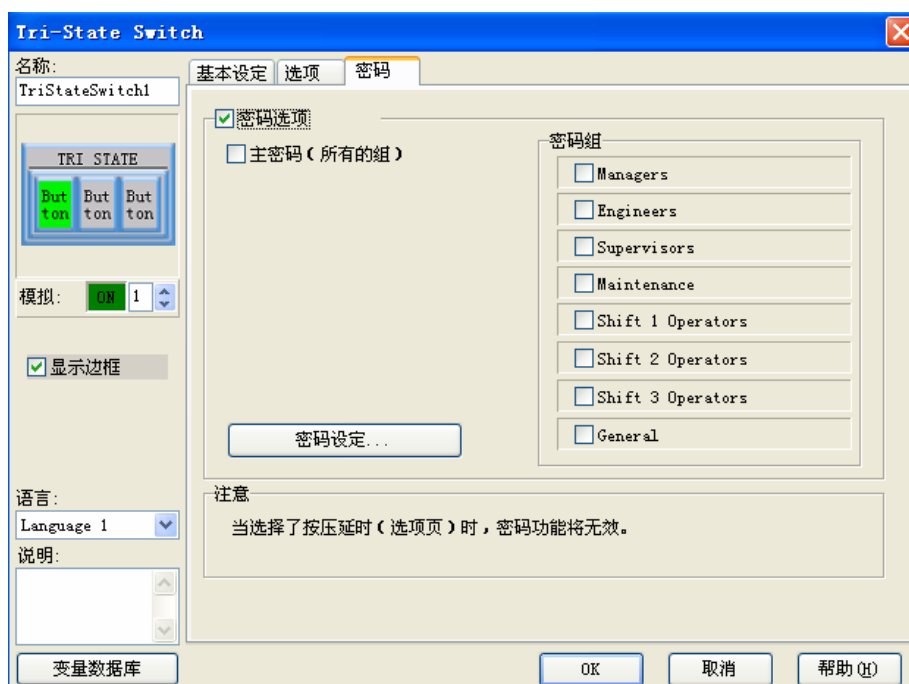 Tri-State Switch
名称:
TriStateSwitch1
TRI STATE
But
ton
But
ton
But
ton
模拟:
ON
1
显示边框
语言:
Language 1
说明:
变量数据库
基本设定
选项
密码
密码选项
主密码(所有的组)
密码设定...
密码组
Managers
Engineers
Supervisors
Maintenance
Shift 1 Operators
Shift 2 Operators
Shift 3 Operators
General
注意
当选择了按压延时(选项页)时,密码功能将无效。
OK
取消
帮助(H)